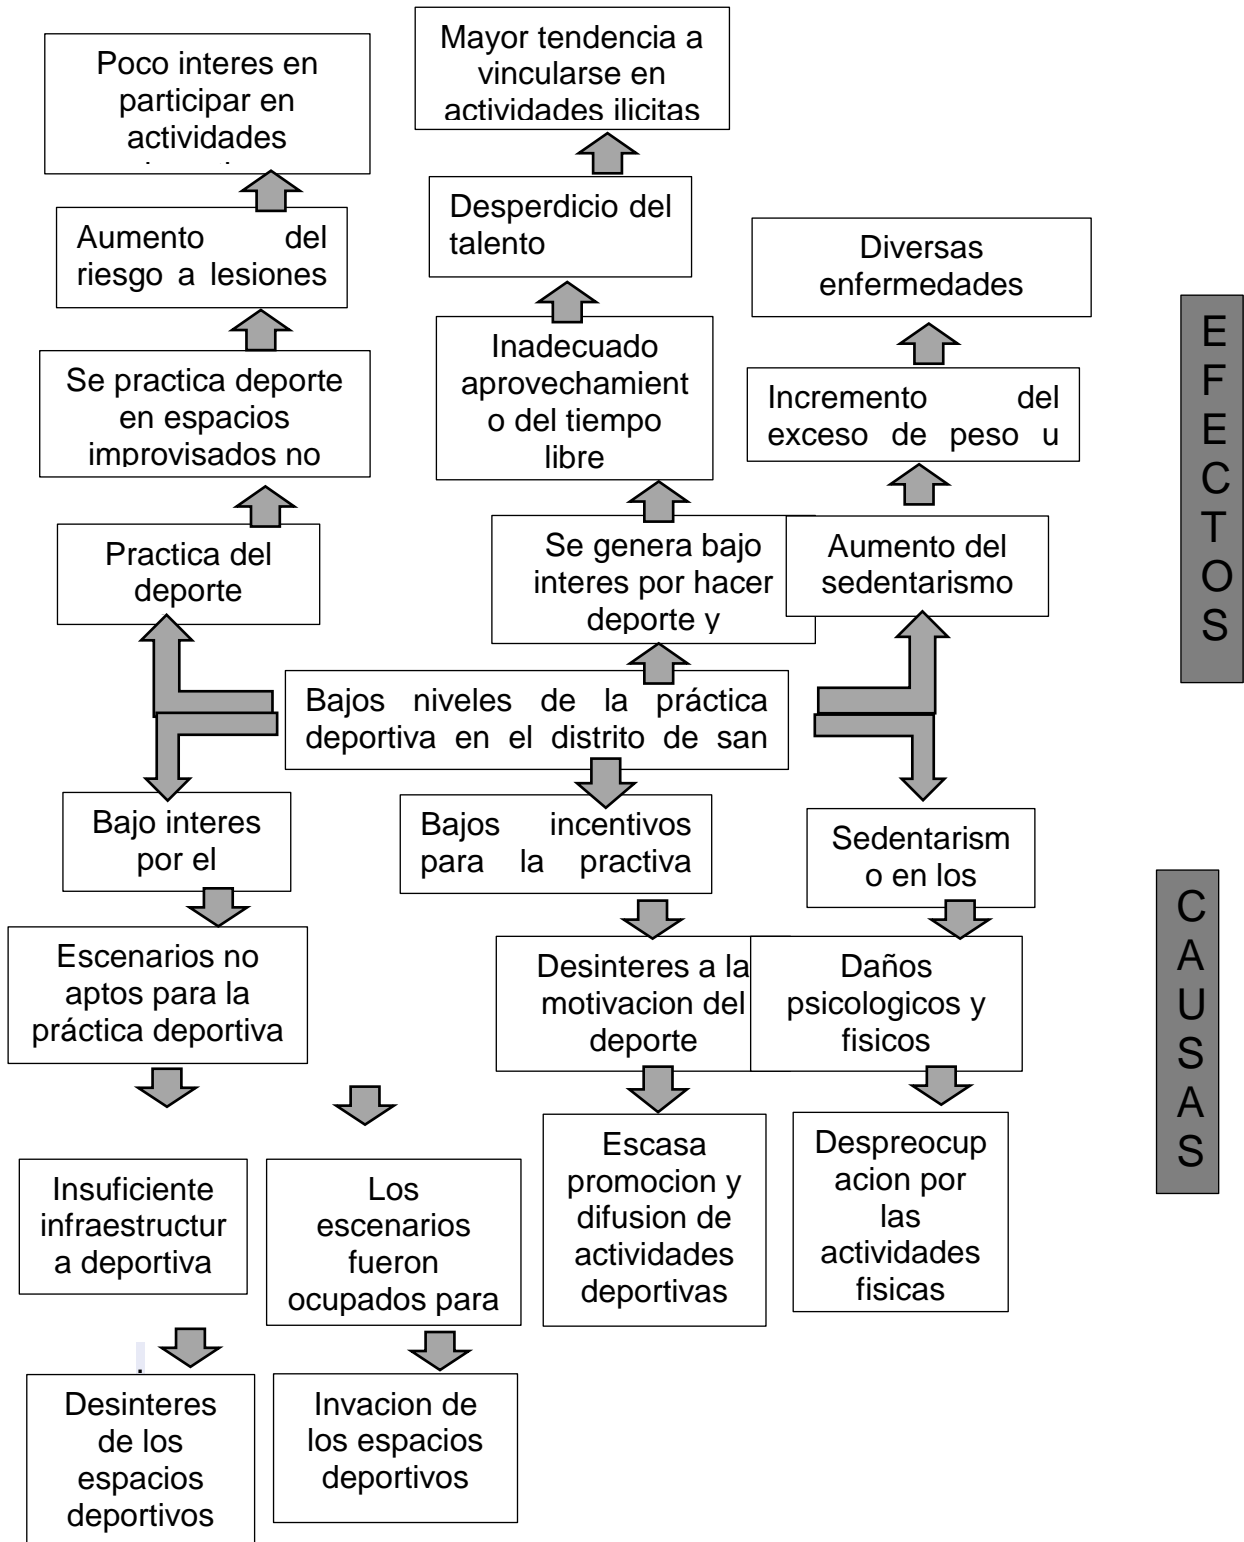 Poco interes en
participar en
actividades
Mayor tendencia a
vincularse en
actividades ilicitas
Aumento del
riesgo a lesiones
Desperdicio del
talento
Diversas
enfermedades
Se practica deporte
en espacios
improvisados no
Inadecuado
aprovechamient
o del tiempo
libre
Incremento del
exceso de peso u
Practica del
deporte
Se genera bajo
interes por hacer
deporte y
Aumento del
sedentarismo
E
F
E
C
T
O
S
Bajos niveles de la práctica
deportiva en el distrito de san
Bajo interes
por el
Bajos incentivos
para la practiva
Sedentarism
o en los
Escenarios no
aptos para la
práctica deportiva
Desinteres a la
motivacion del
deporte
Daños
psicologicos y
fisicos
C
A
U
S
A
S
Insuficiente
infraestructur
a deportiva
Los
escenarios
fueron
ocupados para
Escasa
promocion y
difusion de
actividades
deportivas
Despreocup
acion por
las
actividades
fisicas
.
Desinteres
de los
espacios
deportivos
Invacion de
los espacios
deportivos